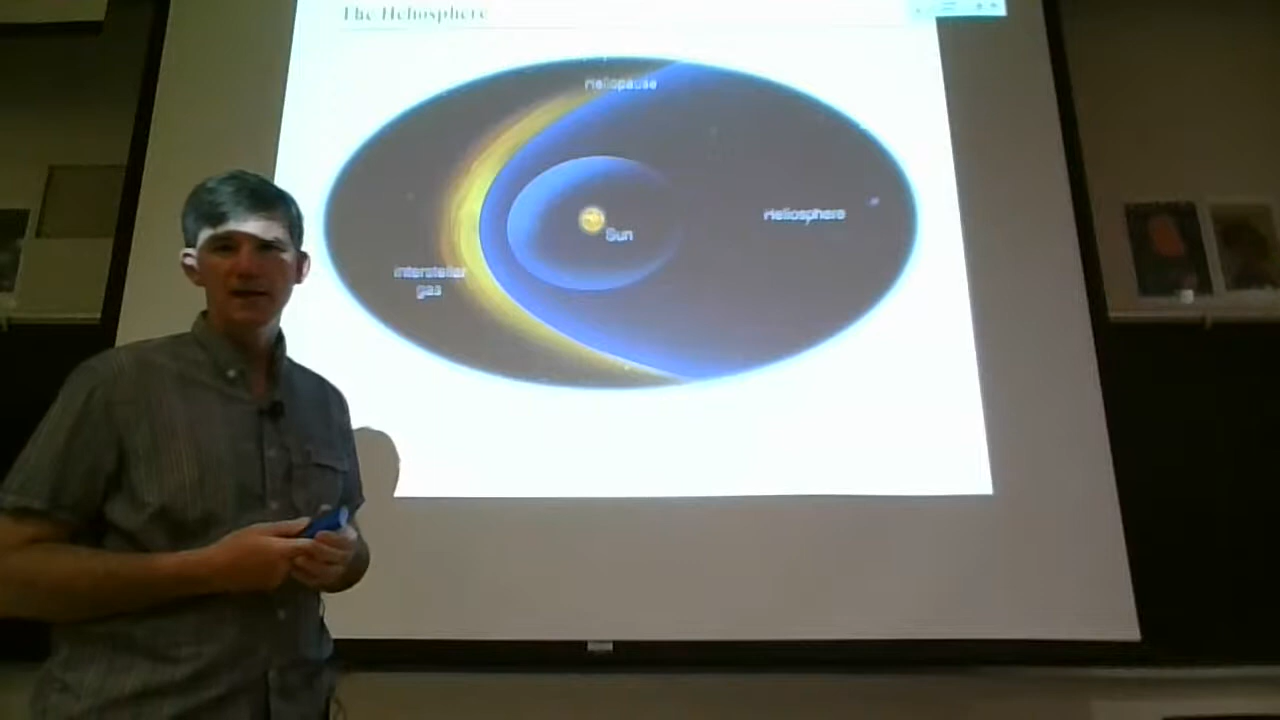 The Heliosphere
Heliopause
Heliosphere
Sun
Interstellar
gas